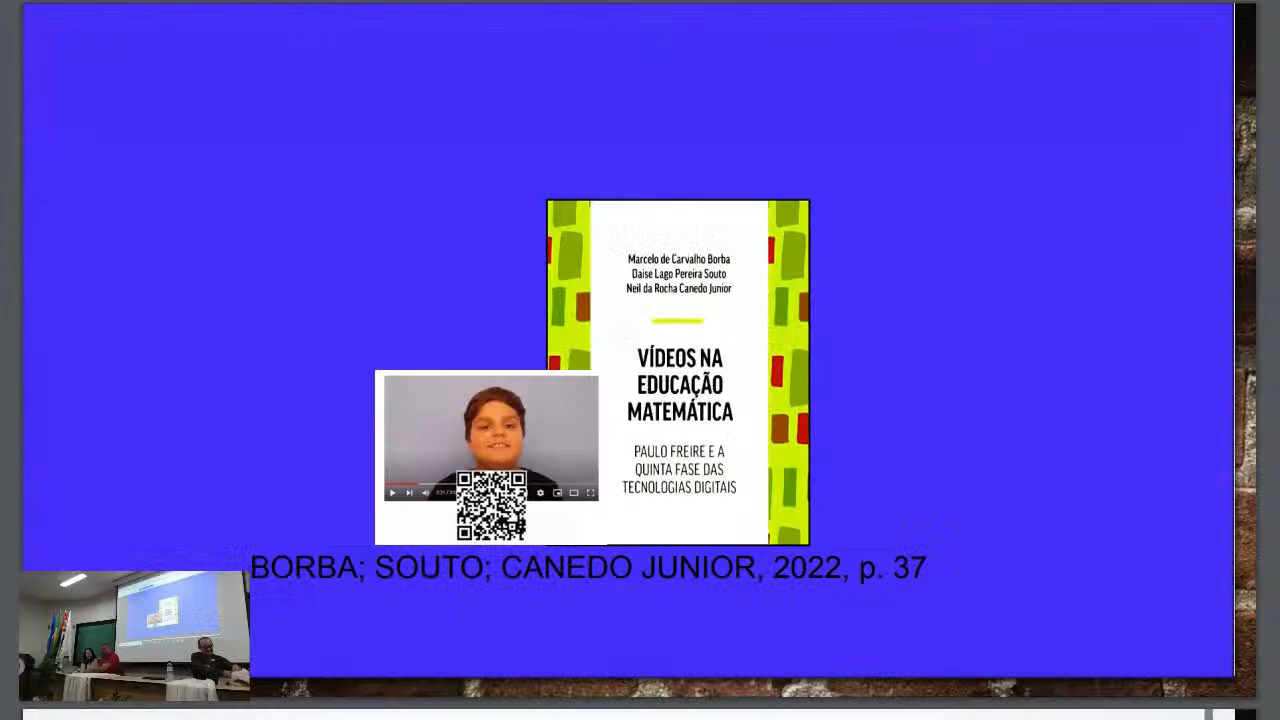 Marcelo de Carvalho Borba
Daise Lago Pereira Souto
Neil da Rocha Canedo Junior
VÍDEOS NA
EDUCAÇÃO
MATEMÁTICA
PAULO FREIRE E A
QUINTA FASE DAS
TECNOLOGIAS DIGITAIS
BORBA; SOUTO; CANEDO JUNIOR, 2022, p. 37